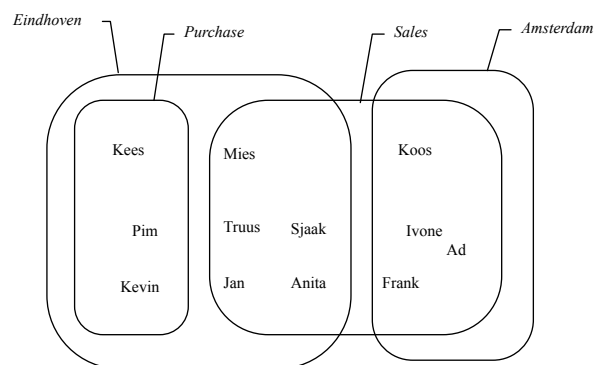 Eindhoven
Purchase
Sales
Amsterdam
Kees
Mies
Koos
Pim
Truus
Sjaak
Ivone
Ad
Kevin
Jan
Anita
Frank